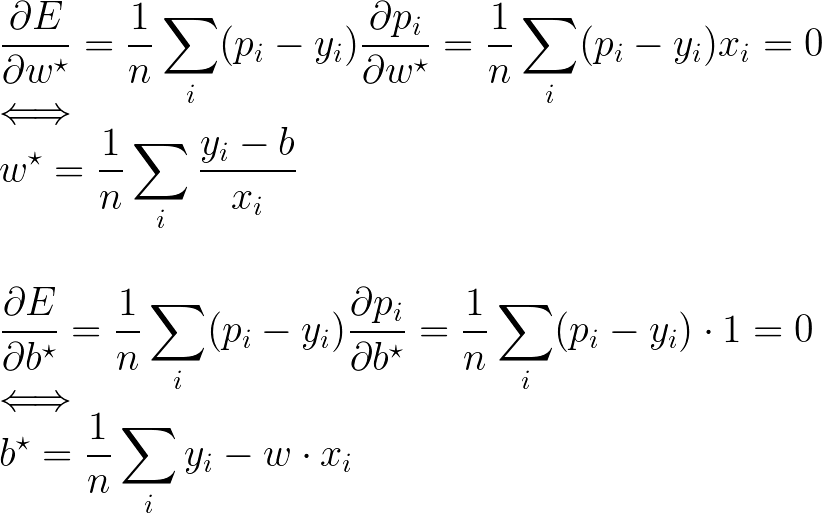 ∂E/∂w⋆ = 1/n ∑_i (p_i − y_i) ∂p_i/∂w⋆ = 1/n ∑_i (p_i − y_i)x_i = 0
⟺
w⋆ = 1/n ∑_i (y_i − b)/x_i
∂E/∂b⋆ = 1/n ∑_i (p_i − y_i) ∂p_i/∂b⋆ = 1/n ∑_i (p_i − y_i) · 1 = 0
⟺
b⋆ = 1/n ∑_i y_i − w · x_i